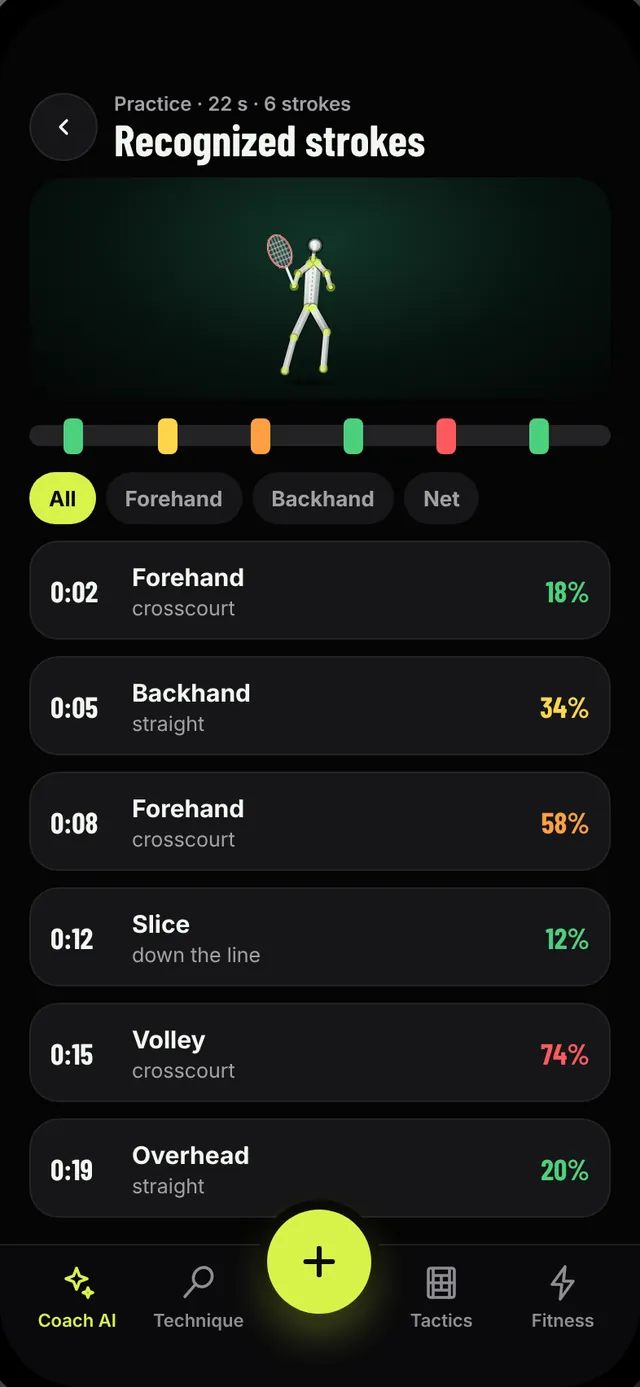 Practice · 22 s · 6 strokes
Recognized strokes
All
Forehand
Backhand
Net
0:02
Forehand
crosscourt
18%
0:05
Backhand
straight
34%
0:08
Forehand
crosscourt
58%
0:12
Slice
down the line
12%
0:15
Volley
crosscourt
74%
0:19
Overhead
straight
20%
Coach AI
Technique
Tactics
Fitness